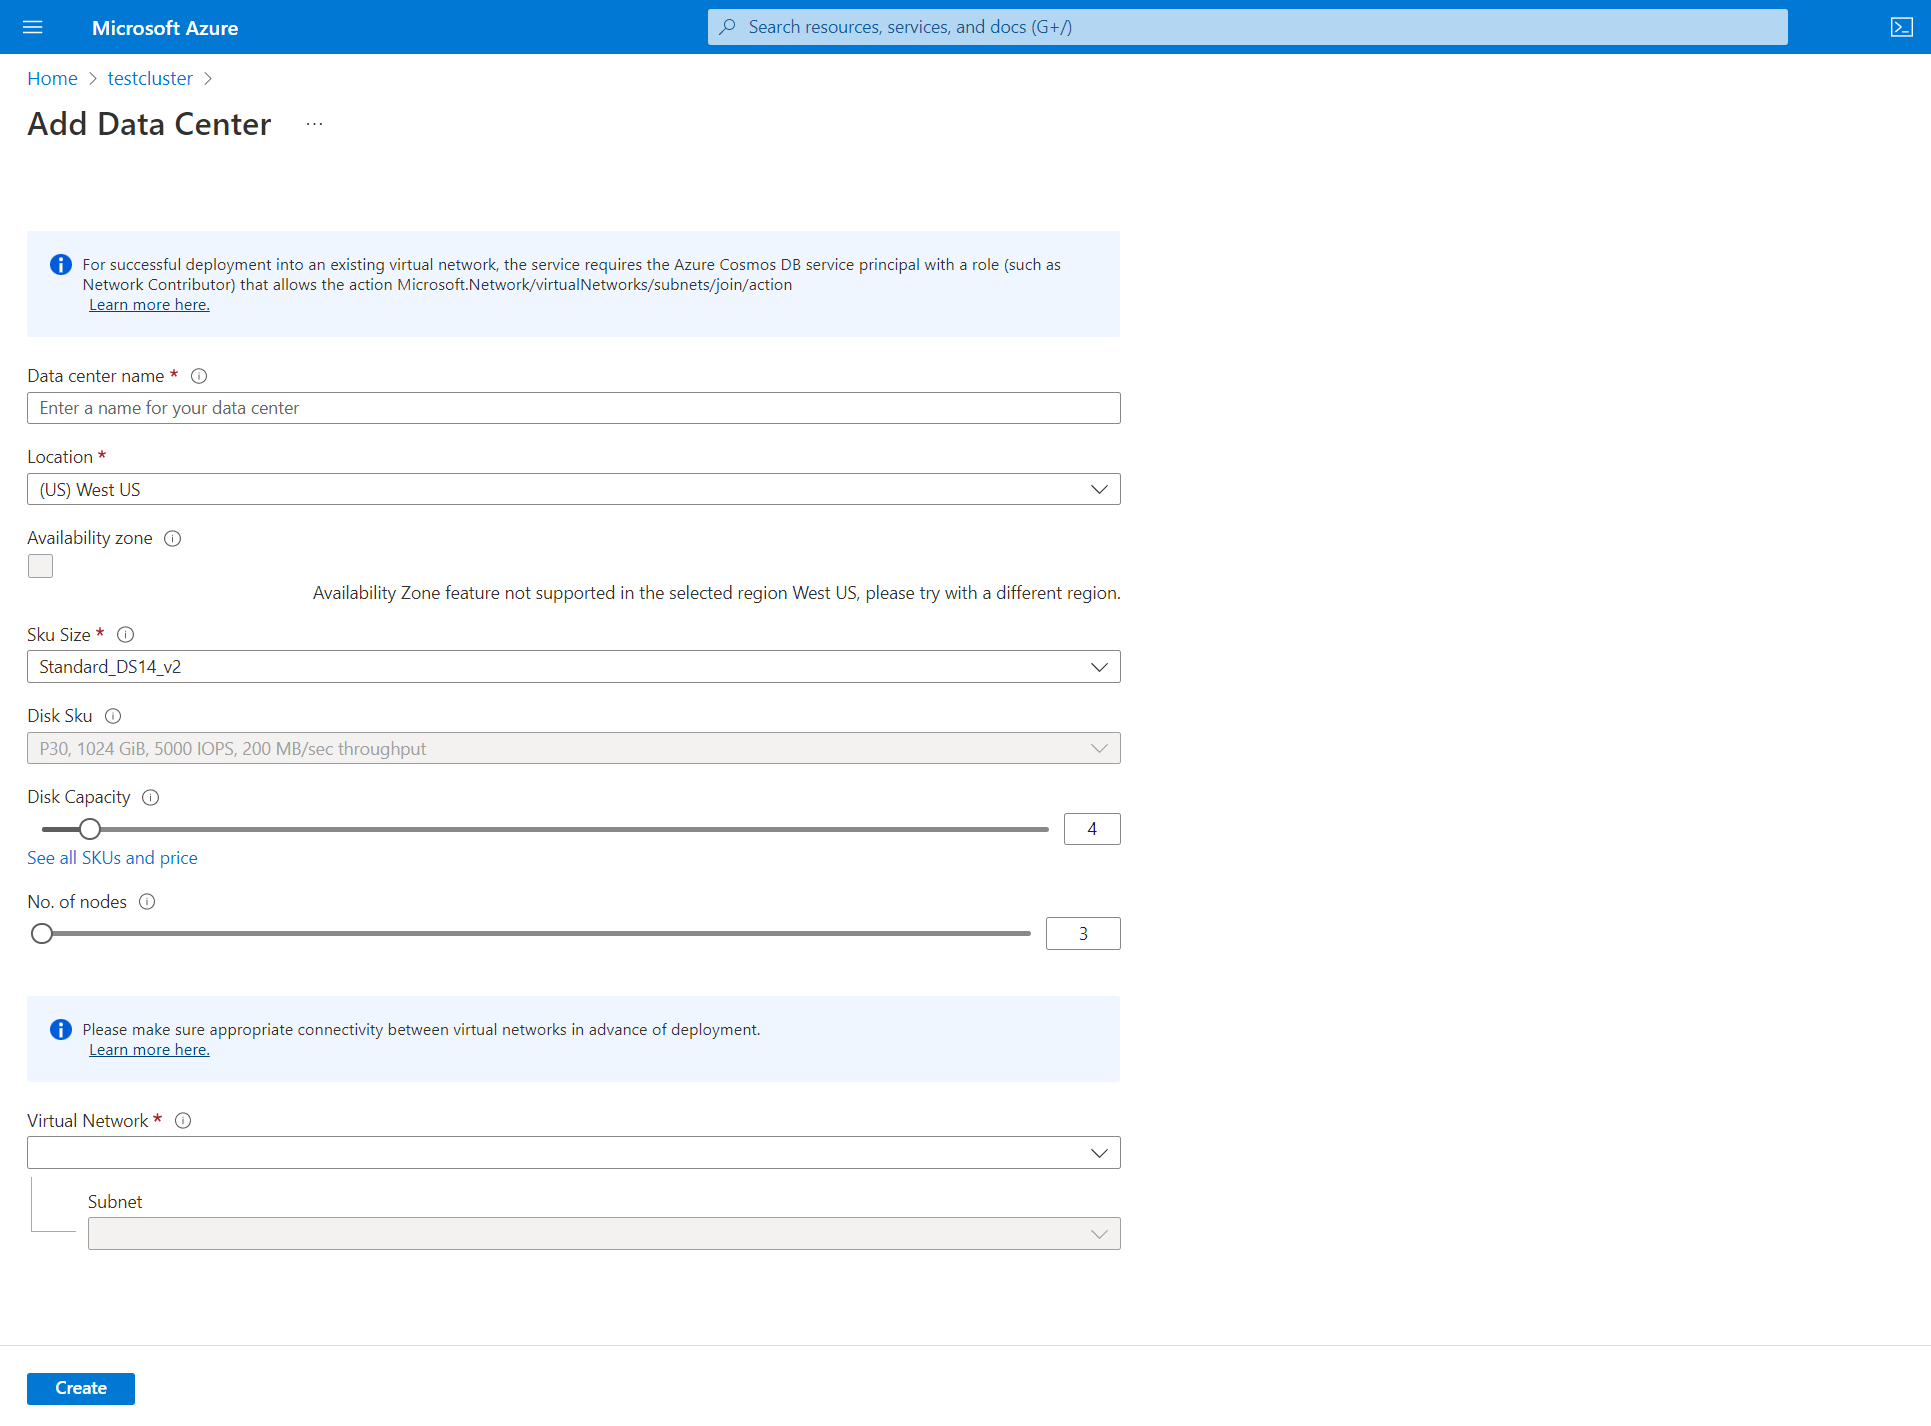 Microsoft Azure
Search resources, services, and docs (G+/)
Home > testcluster >
Add Data Center ...
For successful deployment into an existing virtual network, the service requires the Azure Cosmos DB service principal with a role (such as
Network Contributor) that allows the action Microsoft.Network/virtualNetworks/subnets/join/action
Learn more here.
Data center name *
Enter a name for your data center
Location *
(US) West US
Availability zone
Availability Zone feature not supported in the selected region West US, please try with a different region.
Sku Size *
Standard_DS14_v2
Disk Sku
P30, 1024 GiB, 5000 IOPS, 200 MB/sec throughput
Disk Capacity
4
See all SKUs and price
No. of nodes
3
Please make sure appropriate connectivity between virtual networks in advance of deployment.
Learn more here.
Virtual Network *
Subnet
Create